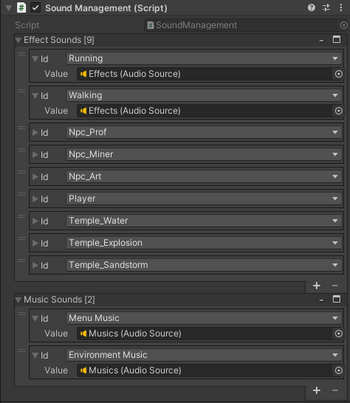 Sound Management (Script)
Script SoundManagement
Effect Sounds [9]
Id Running
Value Effects (Audio Source)
Id Walking
Value Effects (Audio Source)
Id Npc_Prof
Id Npc_Miner
Id Npc_Art
Id Player
Id Temple_Water
Id Temple_Explosion
Id Temple_Sandstorm
Music Sounds [2]
Id Menu Music
Value Musics (Audio Source)
Id Environment Music
Value Musics (Audio Source)